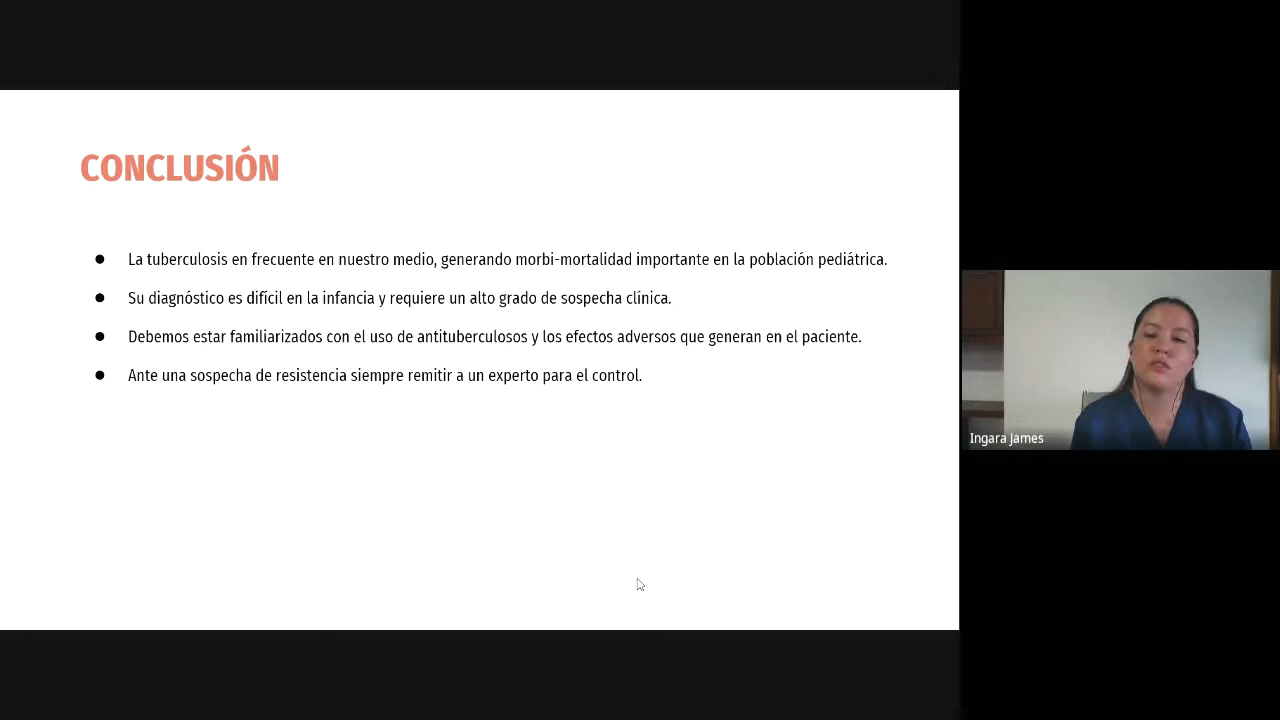 CONCLUSIÓN
● La tuberculosis en frecuente en nuestro medio, generando morbi-mortalidad importante en la población pediátrica.
● Su diagnóstico es difícil en la infancia y requiere un alto grado de sospecha clínica.
● Debemos estar familiarizados con el uso de antituberculosos y los efectos adversos que generan en el paciente.
● Ante una sospecha de resistencia siempre remitir a un experto para el control.
Ingara James